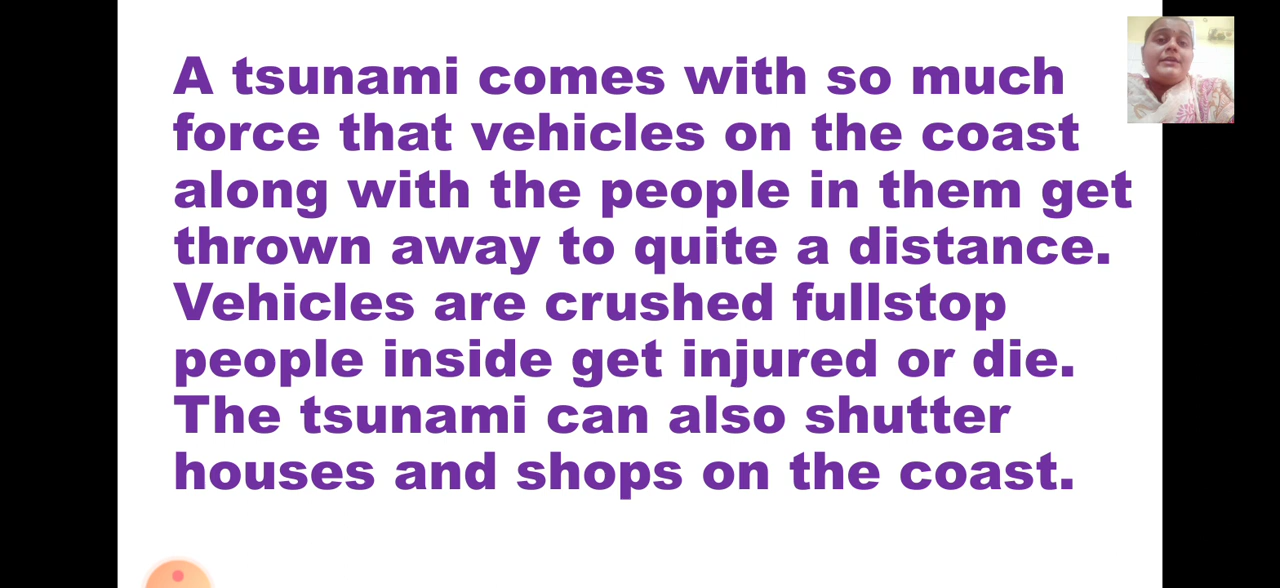 A tsunami comes with so much
force that vehicles on the coast
along with the people in them get
thrown away to quite a distance.
Vehicles are crushed fullstop
people inside get injured or die.
The tsunami can also shutter
houses and shops on the coast.